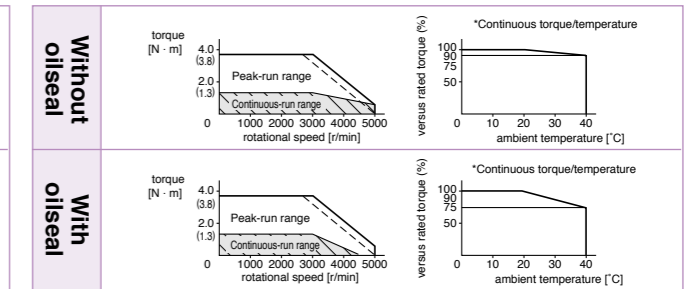 Without
oilseal
torque
[N · m]
4.0
(3.8)
2.0
(1.3)
Peak-run range
Continuous-run range
0 1000 2000 3000 4000 5000
rotational speed [r/min]
*Continuous torque/temperature
versus rated torque (%)
100
90
75
50
0 10 20 30 40
ambient temperature [˚C]
With
oilseal
torque
[N · m]
4.0
(3.8)
2.0
(1.3)
Peak-run range
Continuous-run range
0 1000 2000 3000 4000 5000
rotational speed [r/min]
*Continuous torque/temperature
versus rated torque (%)
100
90
75
50
0 10 20 30 40
ambient temperature [˚C]